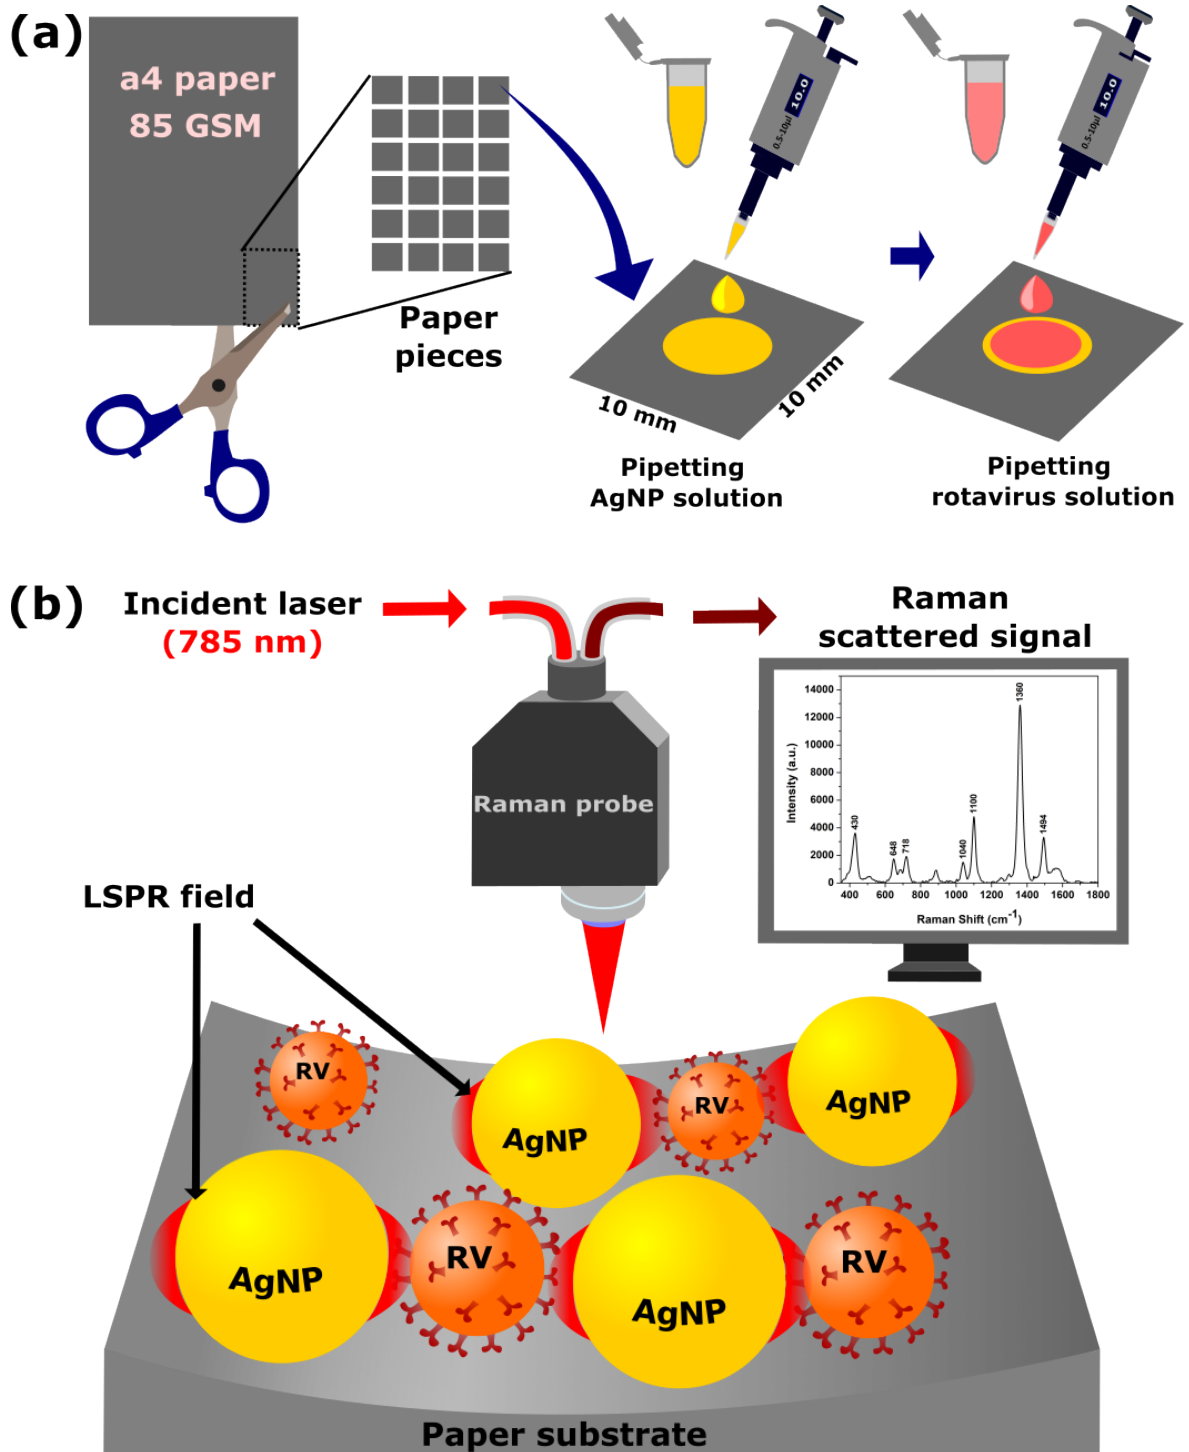 (a)
a4 paper
85 GSM
Paper
pieces
10.0
0.5-10µl
10.0
0.5-10µl
10 mm
10 mm
Pipetting
AgNP solution
Pipetting
rotavirus solution
(b)
Incident laser
(785 nm)
Raman
scattered signal
Raman probe
Intensity (a.u.)
14000
12000
10000
8000
6000
4000
2000
0
430
648
718
1040
1100
1360
1494
400
600
800
1000
1200
1400
1600
1800
Raman Shift (cm⁻¹)
LSPR field
RV
AgNP
RV
AgNP
AgNP
RV
AgNP
RV
Paper substrate